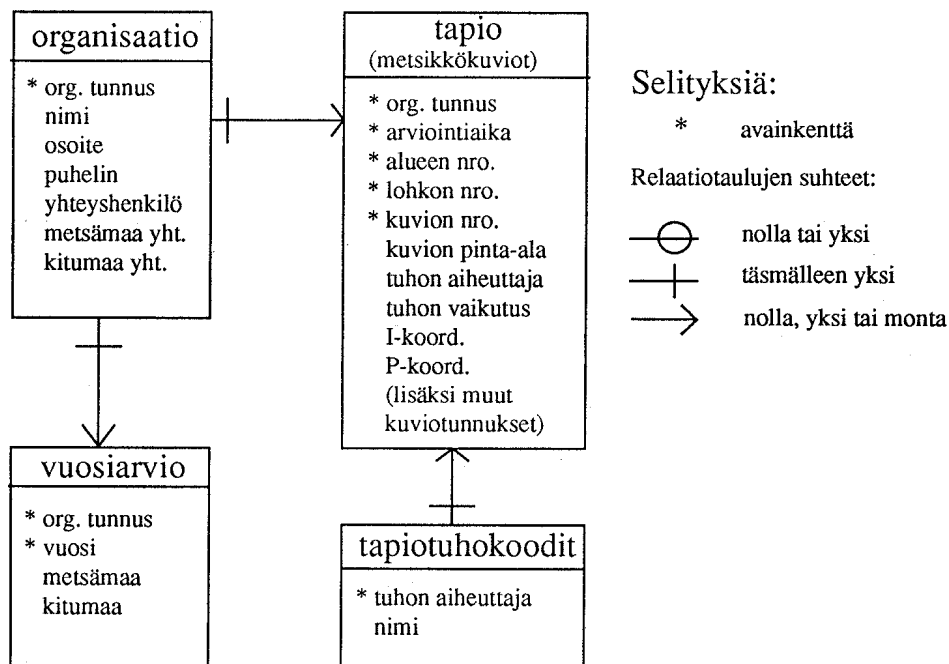 organisaatio
* org. tunnus
nimi
osoite
puhelin
yhteyshenkilö
metsämaa yht.
kitumaa yht.
tapio
(metsikkökuviot)
* org. tunnus
* arviointiaika
* alueen nro.
* lohkon nro.
* kuvion nro.
kuvion pinta-ala
tuhon aiheuttaja
tuhon vaikutus
I-koord.
P-koord.
(lisäksi muut
kuviotunnukset)
Selityksiä:
* avainkenttä
Relaatiotaulujen suhteet:
nolla tai yksi
täsmälleen yksi
nolla, yksi tai monta
vuosiarvio
* org. tunnus
* vuosi
metsämaa
kitumaa
tapiotuhokoodit
* tuhon aiheuttaja
nimi